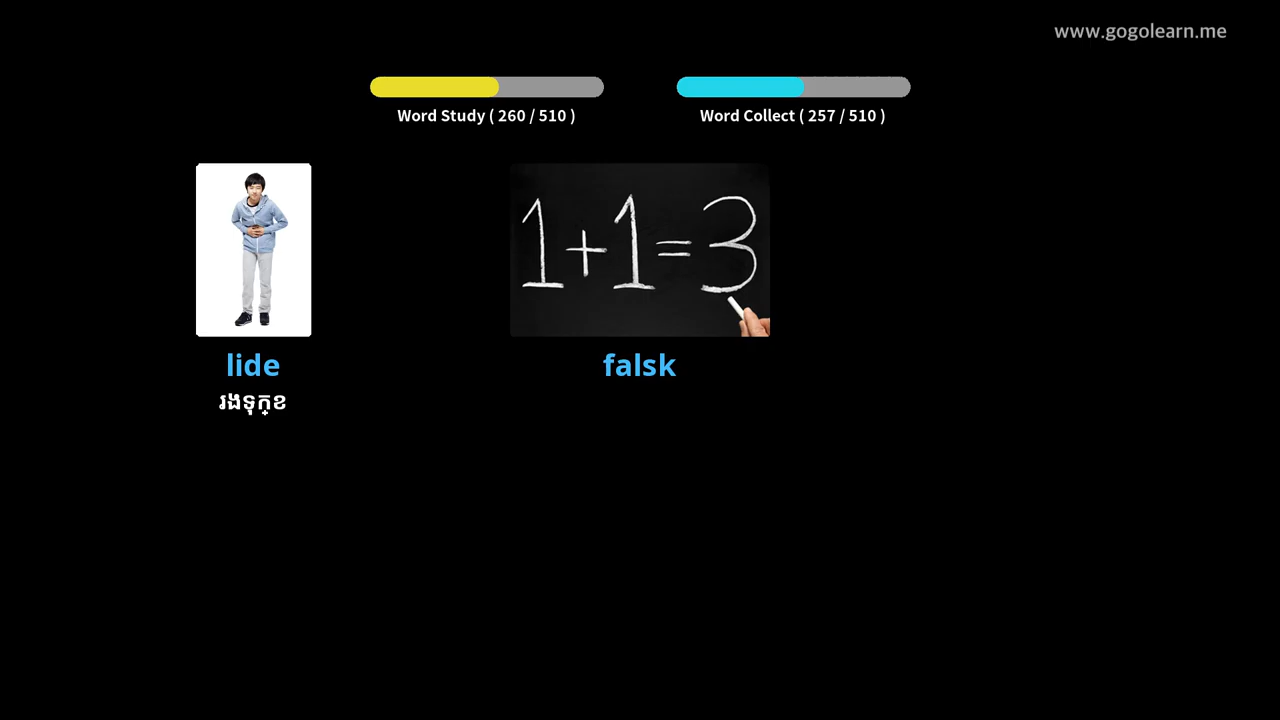 www.gogolearn.me
Word Study ( 260 / 510 )
Word Collect ( 257 / 510 )
1+1=3
lide
falsk
រងទុក្ខ